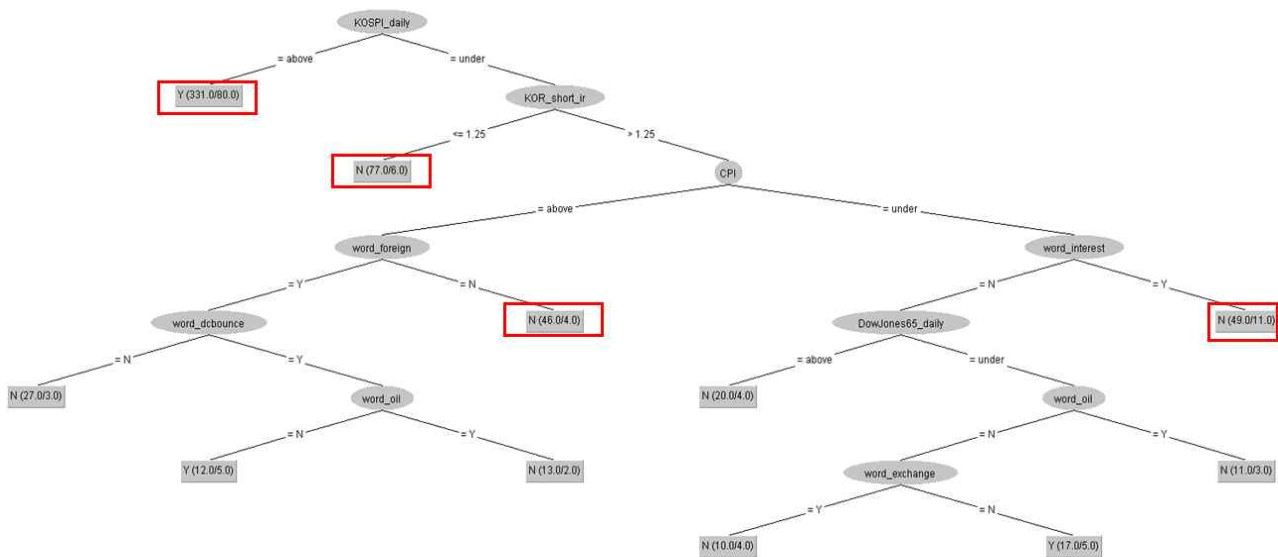 KOSPI_daily
= above
= under
Y (331.0/80.0)
KOR_short_ir
<= 1.25
> 1.25
N (77.0/6.0)
CPI
= above
= under
word_foreign
word_interest
= Y
= N
= N
= Y
word_dcbounce
N (46.0/4.0)
DowJones65_daily
N (49.0/11.0)
= N
= Y
= above
= under
N (27.0/3.0)
word_oil
N (20.0/4.0)
word_oil
= N
= Y
= N
= Y
Y (12.0/5.0)
N (13.0/2.0)
word_exchange
N (11.0/3.0)
= Y
= N
N (10.0/4.0)
Y (17.0/5.0)